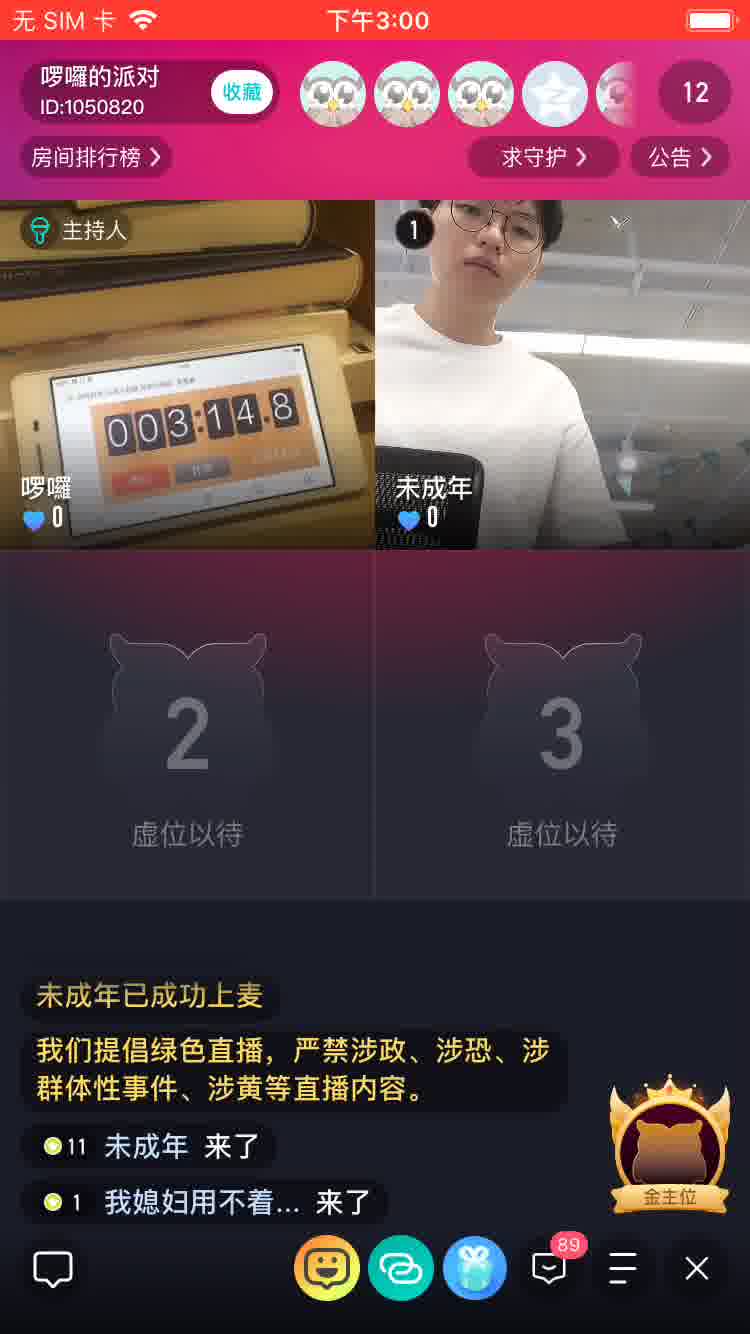 无 SIM 卡
下午3:00
啰囉的派对
ID:1050820
收藏
12
房间排行榜
求守护
公告
主持人
1
003:14.8
啰囉
0
未成年
0
2
3
虚位以待
虚位以待
未成年已成功上麦
我们提倡绿色直播，严禁涉政、涉恐、涉
群体性事件、涉黄等直播内容。
11 未成年 来了
1 我媳妇用不着... 来了
金主位
89